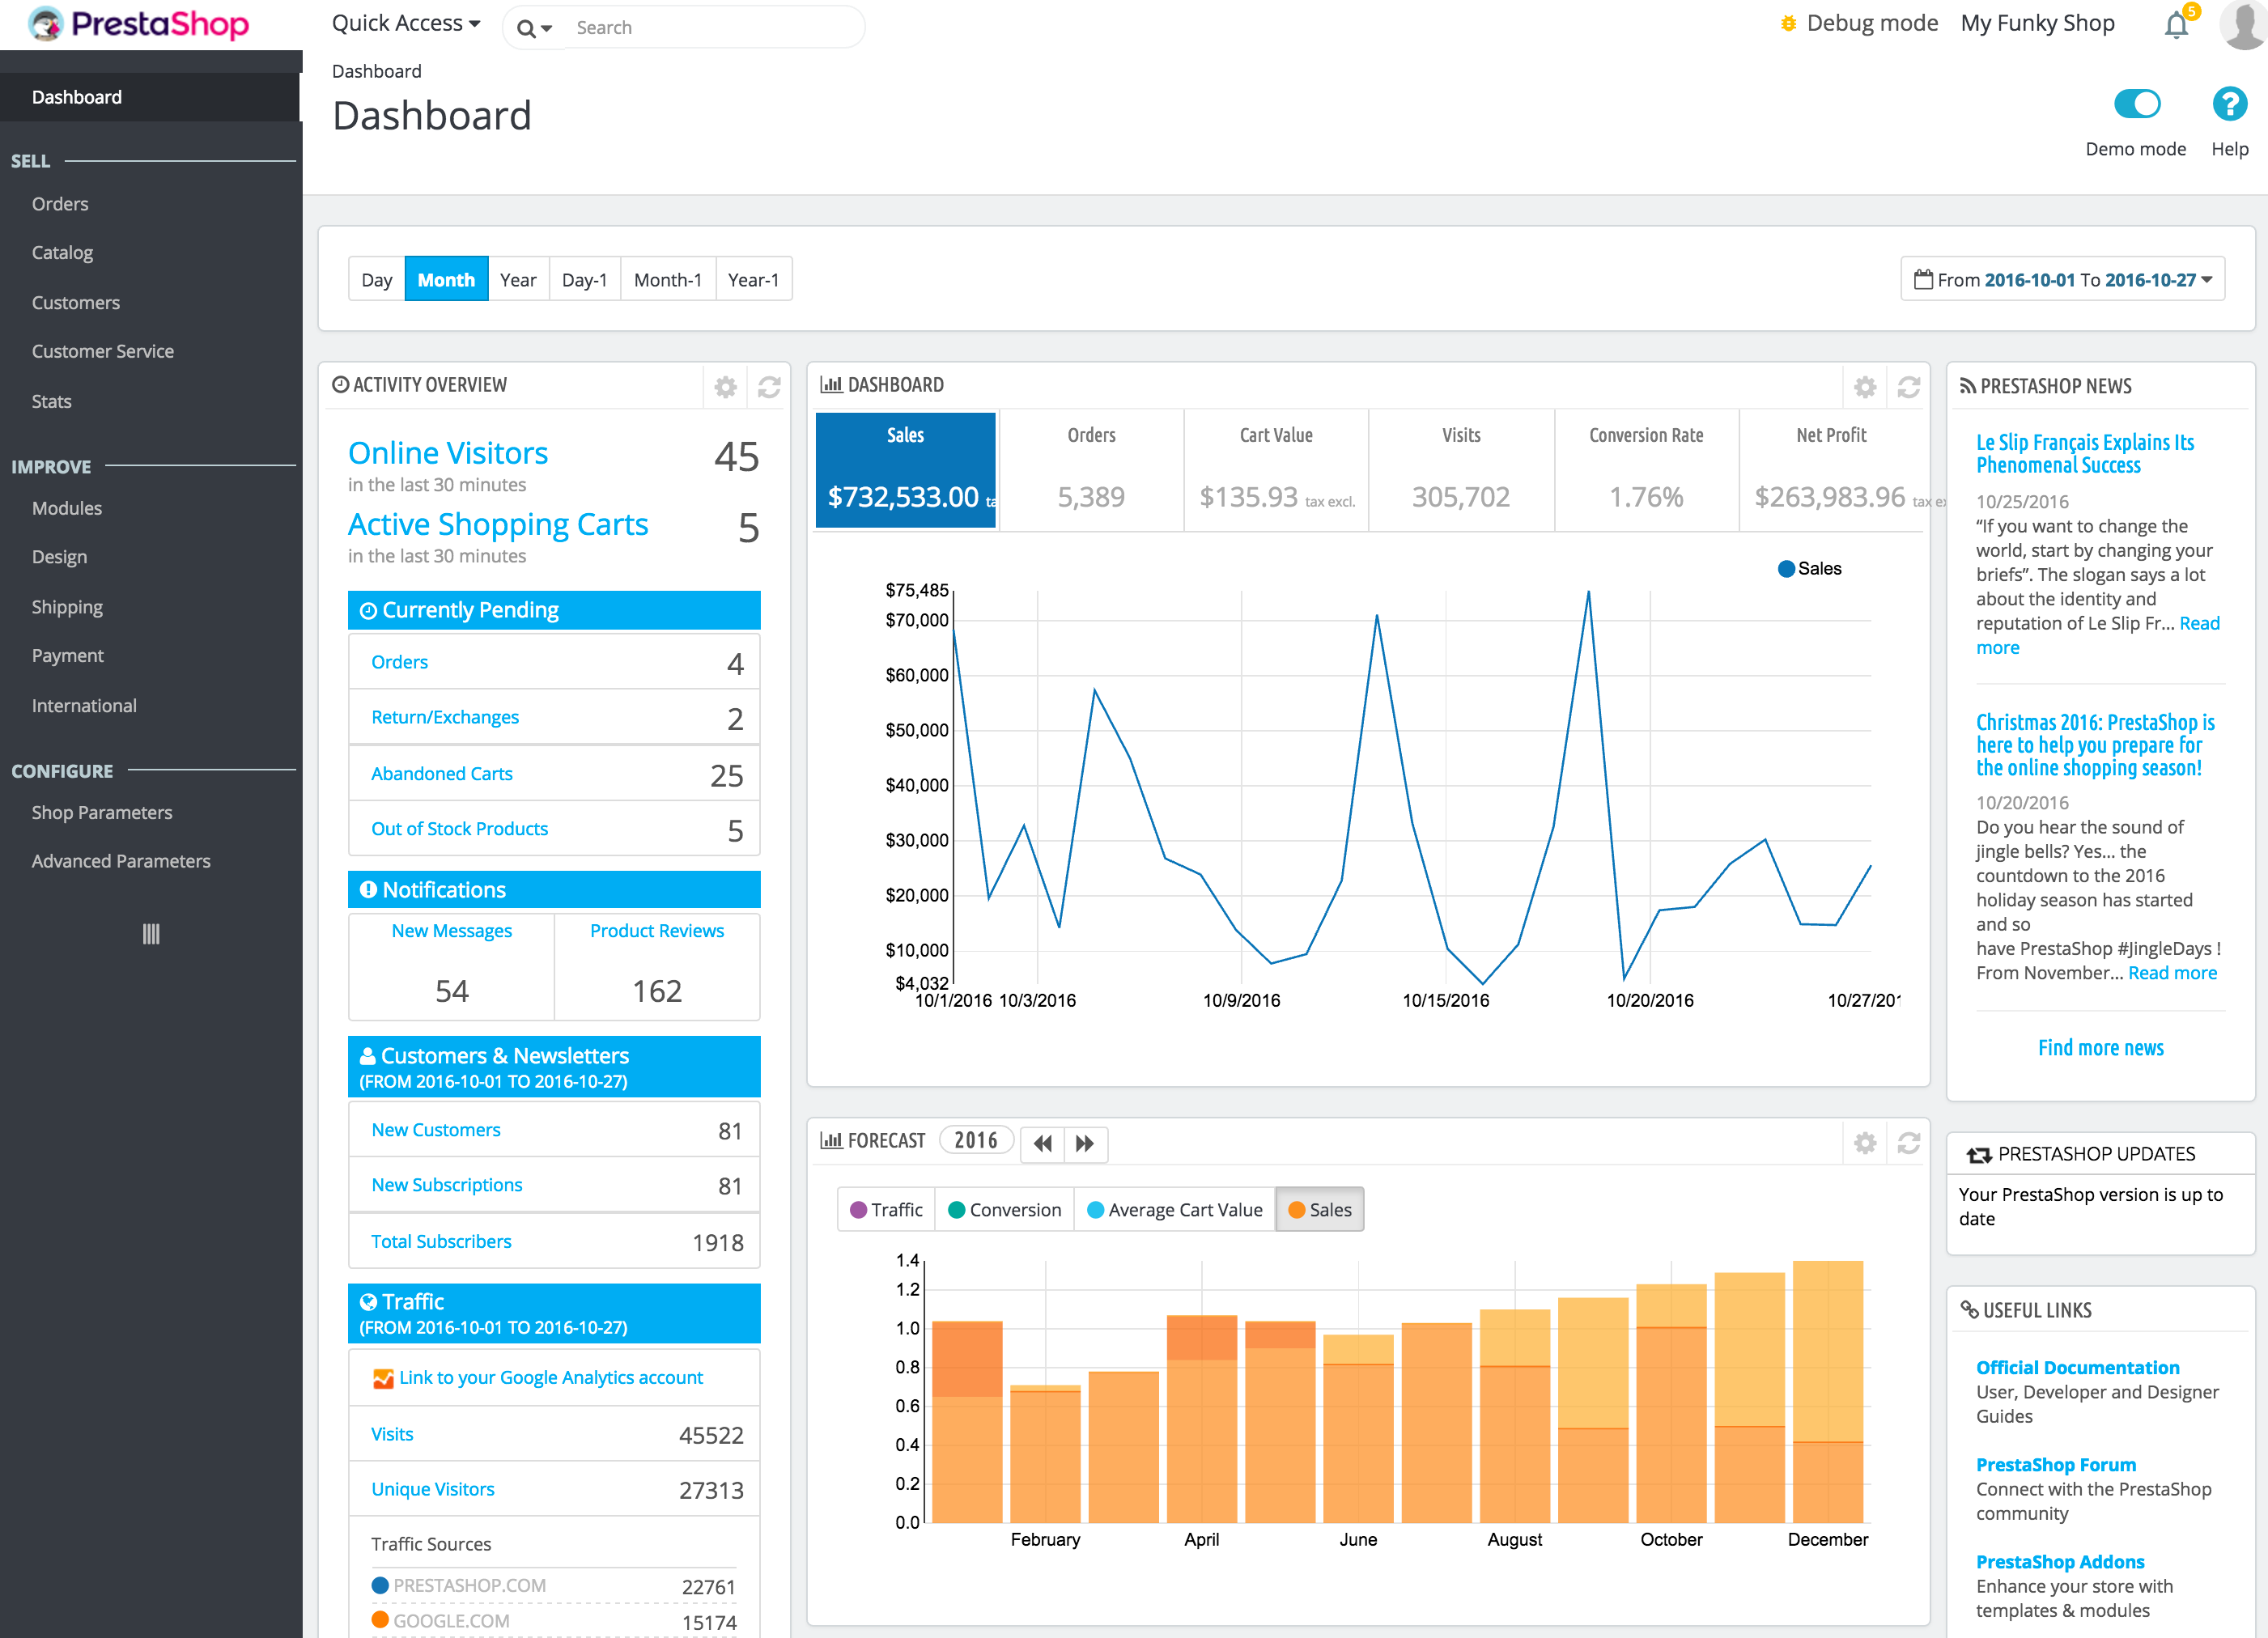 PrestaShop
Quick Access
Search
Debug mode
My Funky Shop
5
Dashboard
Dashboard
Demo mode
Help
Dashboard
SELL
Orders
Catalog
Customers
Customer Service
Stats
IMPROVE
Modules
Design
Shipping
Payment
International
CONFIGURE
Shop Parameters
Advanced Parameters
Day Month Year Day-1 Month-1 Year-1
From 2016-10-01 To 2016-10-27
ACTIVITY OVERVIEW
Online Visitors 45
in the last 30 minutes
Active Shopping Carts 5
in the last 30 minutes
Currently Pending
Orders 4
Return/Exchanges 2
Abandoned Carts 25
Out of Stock Products 5
Notifications
New Messages Product Reviews
54 162
Customers & Newsletters
(FROM 2016-10-01 TO 2016-10-27)
New Customers 81
New Subscriptions 81
Total Subscribers 1918
Traffic
(FROM 2016-10-01 TO 2016-10-27)
Link to your Google Analytics account
Visits 45522
Unique Visitors 27313
Traffic Sources
PRESTASHOP.COM 22761
GOOGLE.COM 15174
DASHBOARD
Sales Orders Cart Value Visits Conversion Rate Net Profit
$732,533.00 ta 5,389 $135.93 tax excl. 305,702 1.76% $263,983.96 tax ex
Sales
$75,485
$70,000
$60,000
$50,000
$40,000
$30,000
$20,000
$10,000
$4,032
10/1/2016 10/3/2016 10/9/2016 10/15/2016 10/20/2016 10/27/201
FORECAST 2016
Traffic Conversion Average Cart Value Sales
1.4
1.2
1.0
0.8
0.6
0.4
0.2
0.0
February April June August October December
PRESTASHOP NEWS
Le Slip Français Explains Its
Phenomenal Success
10/25/2016
“If you want to change the
world, start by changing your
briefs”. The slogan says a lot
about the identity and
reputation of Le Slip Fr... Read
more
Christmas 2016: PrestaShop is
here to help you prepare for
the online shopping season!
10/20/2016
Do you hear the sound of
jingle bells? Yes... the
countdown to the 2016
holiday season has started
and so
have PrestaShop #JingleDays !
From November... Read more
Find more news
PRESTASHOP UPDATES
Your PrestaShop version is up to
date
USEFUL LINKS
Official Documentation
User, Developer and Designer
Guides
PrestaShop Forum
Connect with the PrestaShop
community
PrestaShop Addons
Enhance your store with
templates & modules